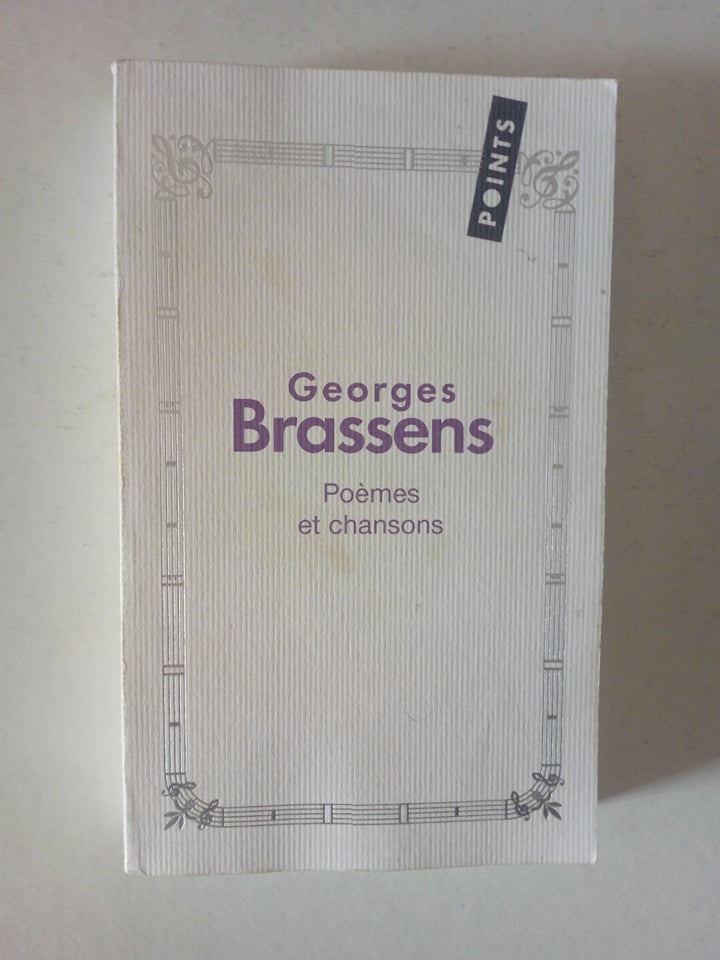 POINTS
Georges
Brassens
Poèmes
et chansons